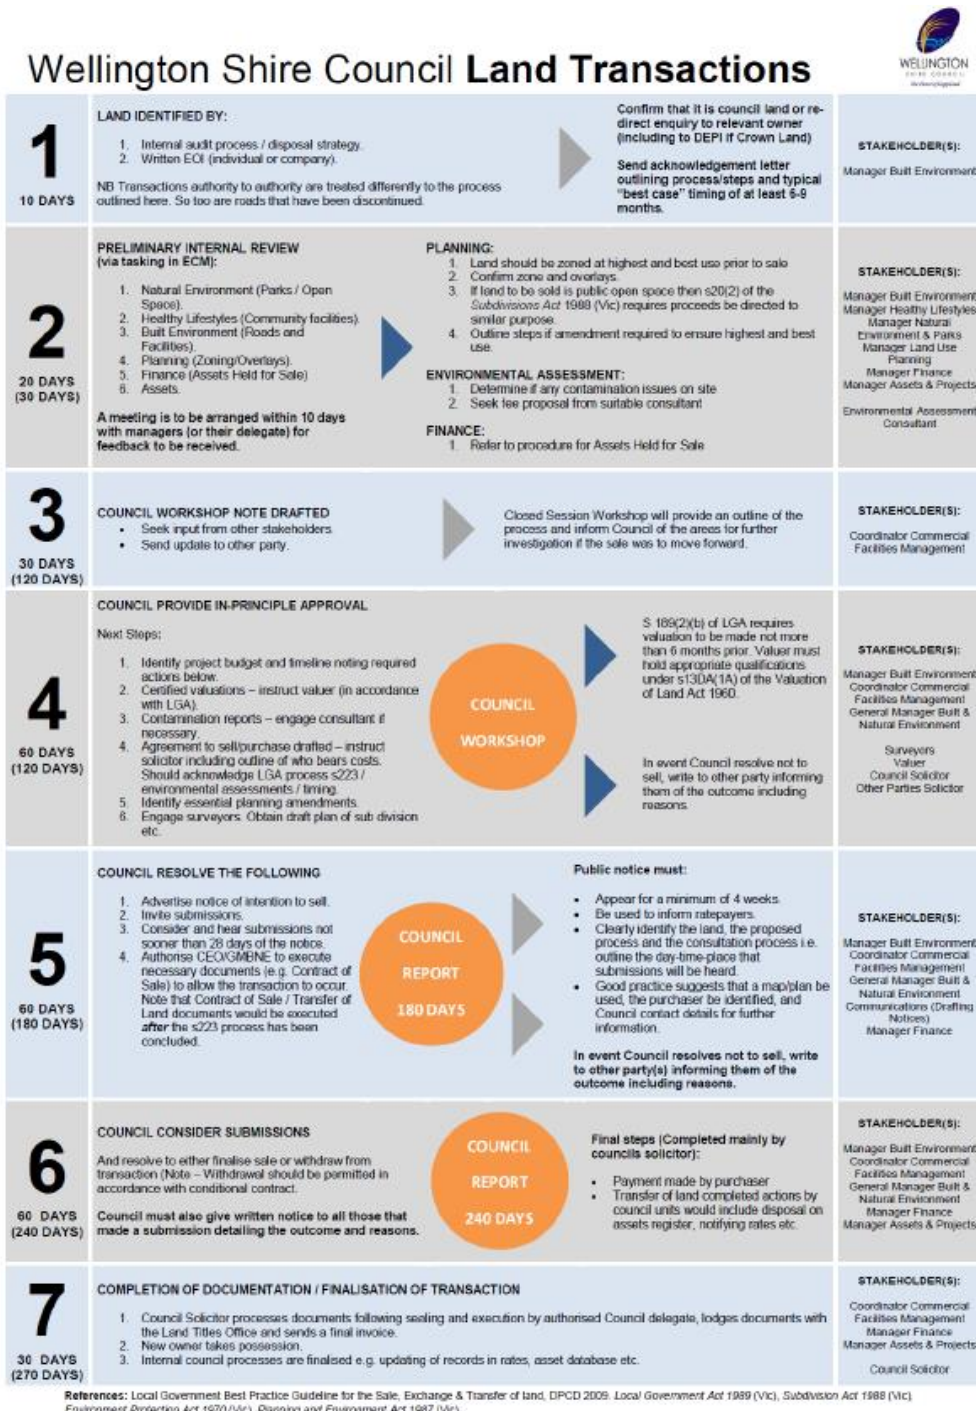 Wellington Shire Council Land Transactions
WELLINGTON
SHIRE COUNCIL
1
10 DAYS
LAND IDENTIFIED BY:
1. Internal audit process / disposal strategy.
2. Written EOI (individual or company).
NB Transactions authority to authority are treated differently to the process
outlined here. So too are roads that have been discontinued.
Confirm that it is council land or re-
direct enquiry to relevant owner
(including to DEPI if Crown Land)
Send acknowledgement letter
outlining process/steps and typical
"best case" timing of at least 6-9
months.
STAKEHOLDER(S):
Manager Built Environment
2
20 DAYS
(30 DAYS)
PRELIMINARY INTERNAL REVIEW
(via tasking in ECM):
1. Natural Environment (Parks / Open
Space).
2. Healthy Lifestyles (Community facilities).
3. Built Environment (Roads and
Facilities).
4. Planning (Zoning/Overlays).
5. Finance (Assets Held for Sale)
6. Assets.
A meeting is to be arranged within 10 days
with managers (or their delegate) for
feedback to be received.
PLANNING:
1. Land should be zoned at highest and best use prior to sale
2. Confirm zone and overlays.
3. If land to be sold is public open space then s20(2) of the
Subdivisions Act 1988 (Vic) requires proceeds be directed to
similar purpose.
4. Outline steps if amendment required to ensure highest and best
use.
ENVIRONMENTAL ASSESSMENT:
1. Determine if any contamination issues on site
2. Seek fee proposal from suitable consultant
FINANCE:
1. Refer to procedure for Assets Held for Sale
STAKEHOLDER(S):
Manager Built Environment
Manager Healthy Lifestyles
Manager Natural
Environment & Parks
Manager Land Use
Planning
Manager Finance
Manager Assets & Projects
Environmental Assessment
Consultant
3
30 DAYS
(120 DAYS)
COUNCIL WORKSHOP NOTE DRAFTED
• Seek input from other stakeholders
• Send update to other party.
Closed Session Workshop will provide an outline of the
process and inform Council of the areas for further
investigation if the sale was to move forward.
STAKEHOLDER(S):
Coordinator Commercial
Facilities Management
4
60 DAYS
(120 DAYS)
COUNCIL PROVIDE IN-PRINCIPLE APPROVAL
Next Steps:
1. Identify project budget and timeline noting required
actions below.
2. Certified valuations – instruct valuer (in accordance
with LGA).
3. Contamination reports – engage consultant if
necessary.
4. Agreement to sell/purchase drafted – instruct
solicitor including outline of who bears costs.
Should acknowledge LGA process s223 /
environmental assessments / timing.
5. Identify essential planning amendments.
6. Engage surveyors. Obtain draft plan of sub division
etc.
COUNCIL
WORKSHOP
S 189(2)(b) of LGA requires
valuation to be made not more
than 6 months prior. Valuer must
hold appropriate qualifications
under s13DA(1A) of the Valuation
of Land Act 1960.
In event Council resolve not to
sell, write to other party informing
them of the outcome including
reasons.
STAKEHOLDER(S):
Manager Built Environment
Coordinator Commercial
Facilities Management
General Manager Built &
Natural Environment
Surveyors
Valuer
Council Solicitor
Other Parties Solicitor
5
60 DAYS
(180 DAYS)
COUNCIL RESOLVE THE FOLLOWING
1. Advertise notice of intention to sell.
2. Invite submissions.
3. Consider and hear submissions not
sooner than 28 days of the notice.
4. Authorise CEO/GMBNE to execute
necessary documents (e.g. Contract of
Sale) to allow the transaction to occur.
Note that Contract of Sale / Transfer of
Land documents would be executed
after the s223 process has been
concluded.
COUNCIL
REPORT
180 DAYS
Public notice must:
• Appear for a minimum of 4 weeks.
• Be used to inform ratepayers.
• Clearly identify the land, the proposed
process and the consultation process i.e.
outline the day-time-place that
submissions will be heard.
• Good practice suggests that a map/plan be
used, the purchaser be identified, and
Council contact details for further
information.
In event Council resolves not to sell, write
to other party(s) informing them of the
outcome including reasons.
STAKEHOLDER(S):
Manager Built Environment
Coordinator Commercial
Facilities Management
General Manager Built &
Natural Environment
Communications (Drafting
Notices)
Manager Finance
6
60 DAYS
(240 DAYS)
COUNCIL CONSIDER SUBMISSIONS
And resolve to either finalise sale or withdraw from
transaction (Note – Withdrawal should be permitted in
accordance with conditional contract.
Council must also give written notice to all those that
made a submission detailing the outcome and reasons.
COUNCIL
REPORT
240 DAYS
Final steps (Completed mainly by
councils solicitor):
• Payment made by purchaser
• Transfer of land completed actions by
council units would include disposal on
assets register, notifying rates etc.
STAKEHOLDER(S):
Manager Built Environment
Coordinator Commercial
Facilities Management
General Manager Built &
Natural Environment
Manager Finance
Manager Assets & Projects
7
30 DAYS
(270 DAYS)
COMPLETION OF DOCUMENTATION / FINALISATION OF TRANSACTION
1. Council Solicitor processes documents following sealing and execution by authorised Council delegate, lodges documents with
the Land Titles Office and sends a final invoice.
2. New owner takes possession.
3. Internal council processes are finalised e.g. updating of records in rates, asset database etc.
STAKEHOLDER(S):
Coordinator Commercial
Facilities Management
Manager Finance
Manager Assets & Projects
Council Solicitor
References: Local Government Best Practice Guideline for the Sale, Exchange & Transfer of land, DPCD 2009. Local Government Act 1989 (Vic), Subdivision Act 1988 (Vic)
Environment Protection Act 1970 (Vic), Planning and Environment Act 1987 (Vic)